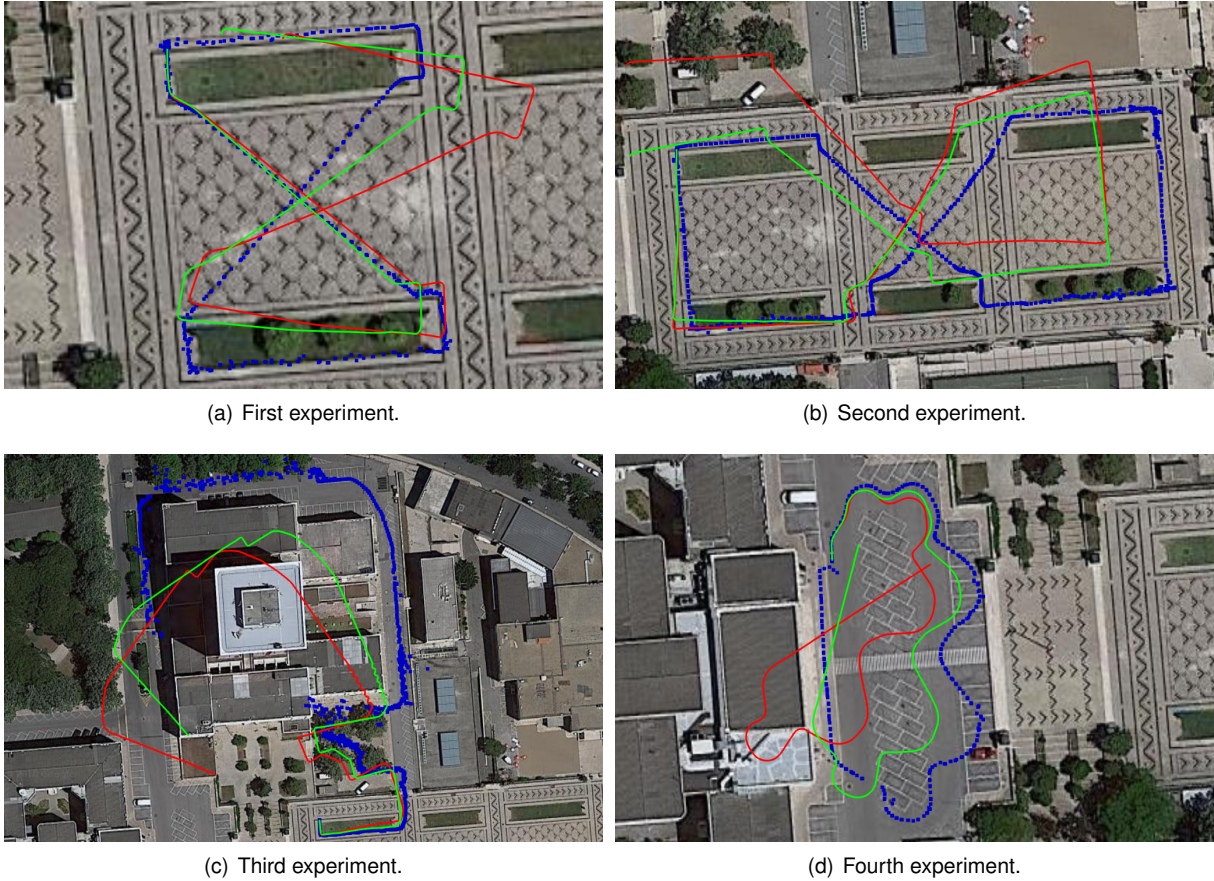 (a) First experiment.
(b) Second experiment.
(c) Third experiment.
(d) Fourth experiment.